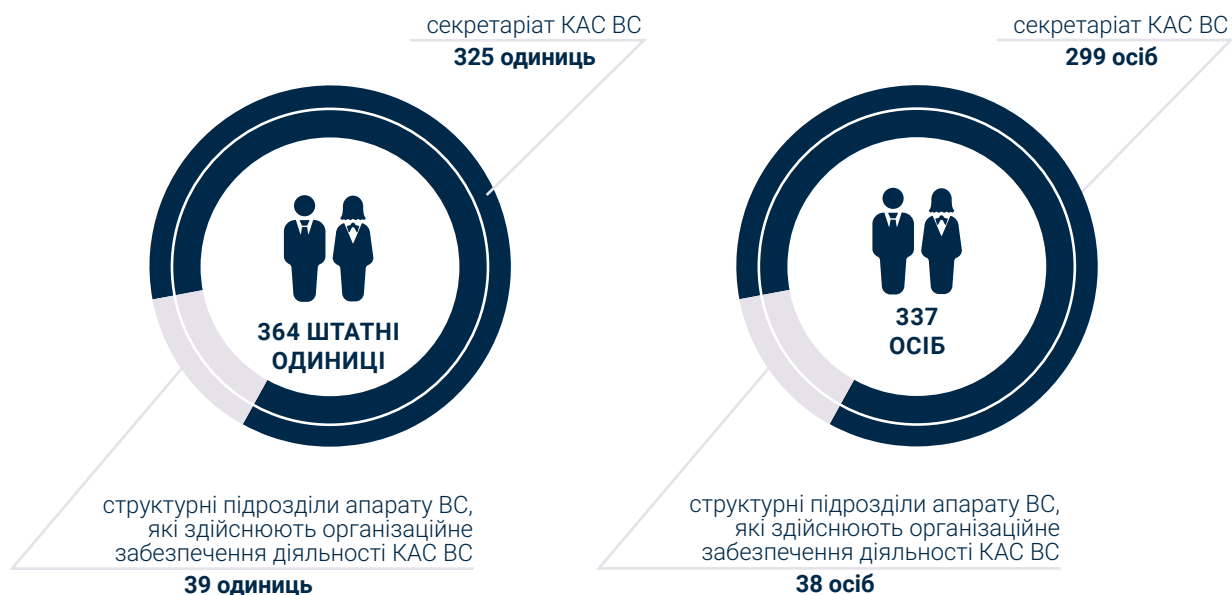 секретаріат КАС ВС
325 одиниць
364 ШТАТНІ
ОДИНИЦІ
структурні підрозділи апарату ВС,
які здійснюють організаційне
забезпечення діяльності КАС ВС
39 одиниць
секретаріат КАС ВС
299 осіб
337
ОСІБ
структурні підрозділи апарату ВС,
які здійснюють організаційне
забезпечення діяльності КАС ВС
38 осіб